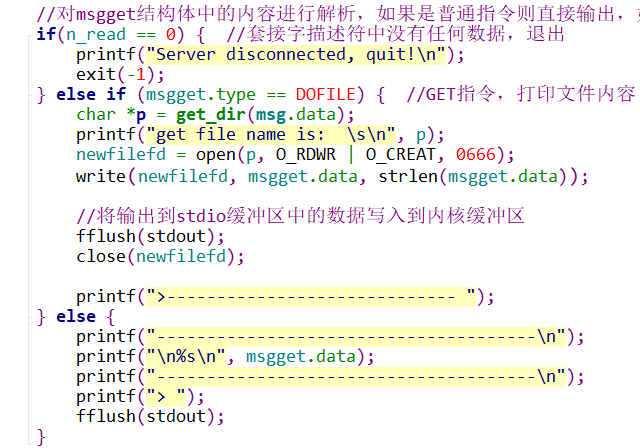 //对msgget结构体中的内容进行解析，如果是普通指令则直接输出，
if(n_read == 0) {  //套接字描述符中没有任何数据，退出
    printf("Server disconnected, quit!\n");
    exit(-1);
} else if (msgget.type == DOFILE) {  //GET指令，打印文件内容
    char *p = get_dir(msg.data);
    printf("get file name is:  \s\n", p);
    newfilefd = open(p, O_RDWR | O_CREAT, 0666);
    write(newfilefd, msgget.data, strlen(msgget.data));
    //将输出到stdio缓冲区中的数据写入到内核缓冲区
    fflush(stdout);
    close(newfilefd);
    printf(">----------------------------- ");
} else {
    printf("--------------------------------------\n");
    printf("\n%s\n", msgget.data);
    printf("--------------------------------------\n");
    printf("> ");
    fflush(stdout);
}